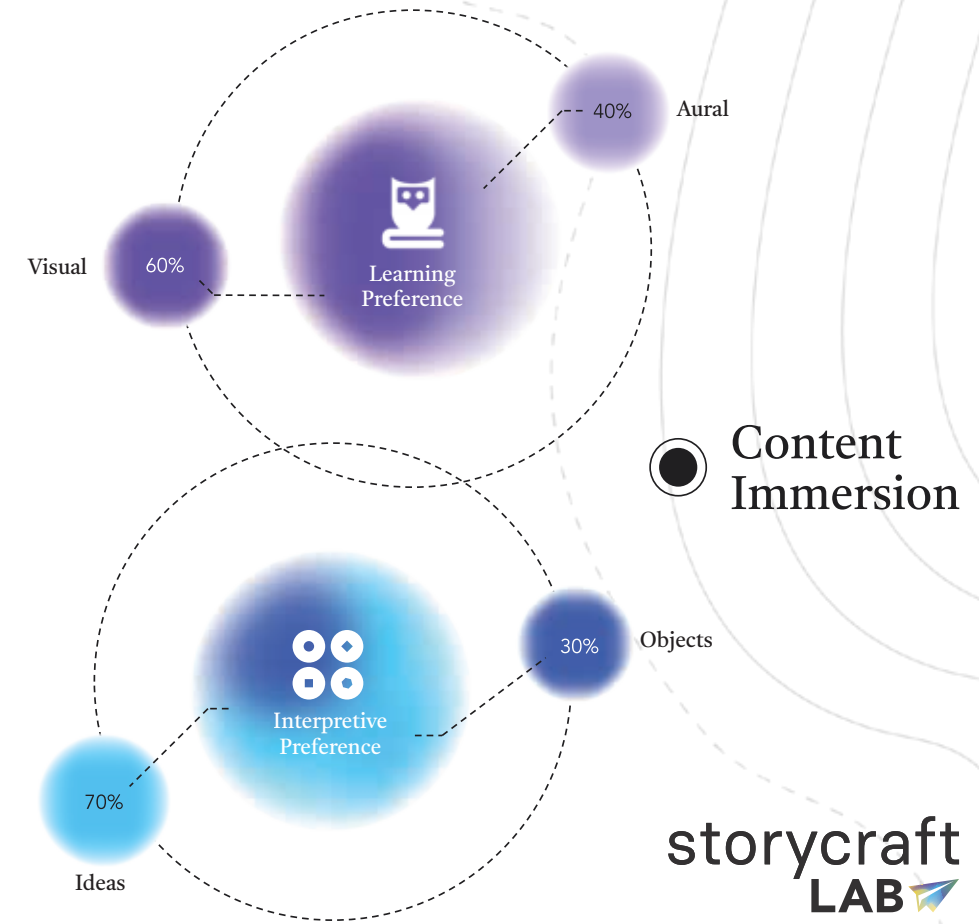 40%
Aural
Visual
60%
Learning
Preference
Content
Immersion
30%
Objects
Interpretive
Preference
70%
Ideas
storycraft
LAB